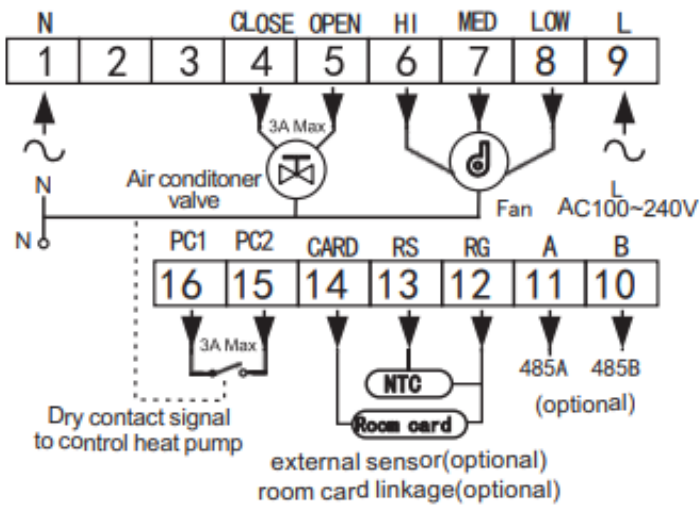 N CLOSE OPEN HI MED LOW L
1 2 3 4 5 6 7 8 9
3A Max
N
Air conditoner
valve
Fan
L
AC100~240V
N
PC1 PC2 CARD RS RG A B
16 15 14 13 12 11 10
3A Max
NTC
485A 485B
(optional)
Room card
Dry contact signal
to control heat pump
external sensor(optional)
room card linkage(optional)